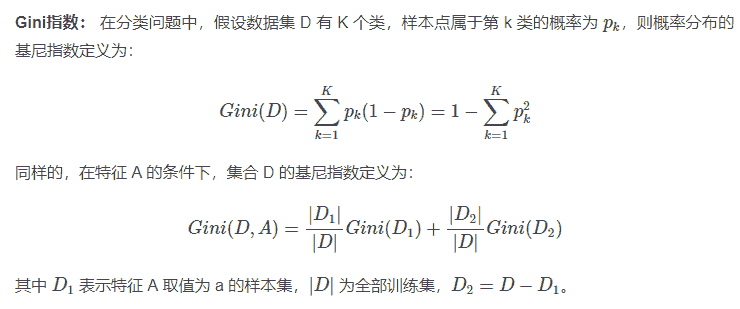 Gini指数： 在分类问题中，假设数据集 D 有 K 个类，样本点属于第 k 类的概率为 $p_k$，则概率分布的
基尼指数定义为：
$$Gini(D) = \sum_{k=1}^{K} p_k(1 - p_k) = 1 - \sum_{k=1}^{K} p_k^2$$
同样的，在特征 A 的条件下，集合 D 的基尼指数定义为：
$$Gini(D, A) = \frac{|D_1|}{|D|} Gini(D_1) + \frac{|D_2|}{|D|} Gini(D_2)$$
其中 $D_1$ 表示特征 A 取值为 a 的样本集，$|D|$ 为全部训练集，$D_2 = D - D_1$。